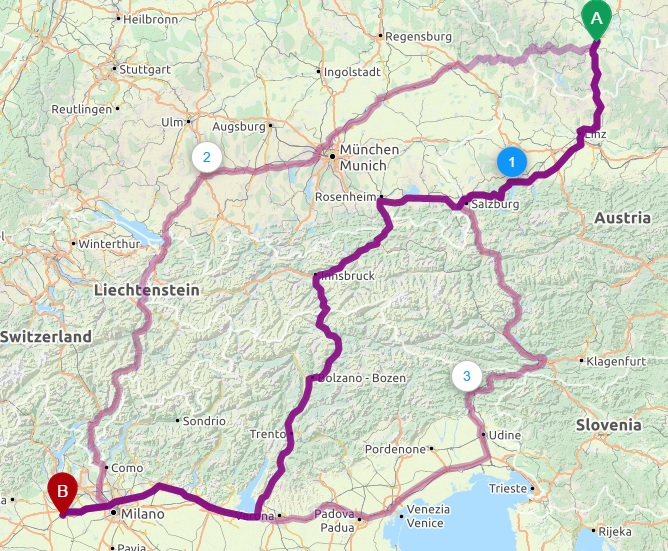 A
Heilbronn
Regensburg
Stuttgart
Ingolstadt
Reutlingen
Ulm
Augsburg
Linz
2
München
Munich
1
Rosenheim
Salzburg
Austria
Winterthur
Innsbruck
Liechtenstein
Switzerland
Klagenfurt
3
Bolzano - Bozen
Sondrio
Slovenia
Trento
Udine
Pordenone
Como
B
Trieste
Milano
Verona
Padova
Padua
Venezia
Venice
Rijeka
Pavia